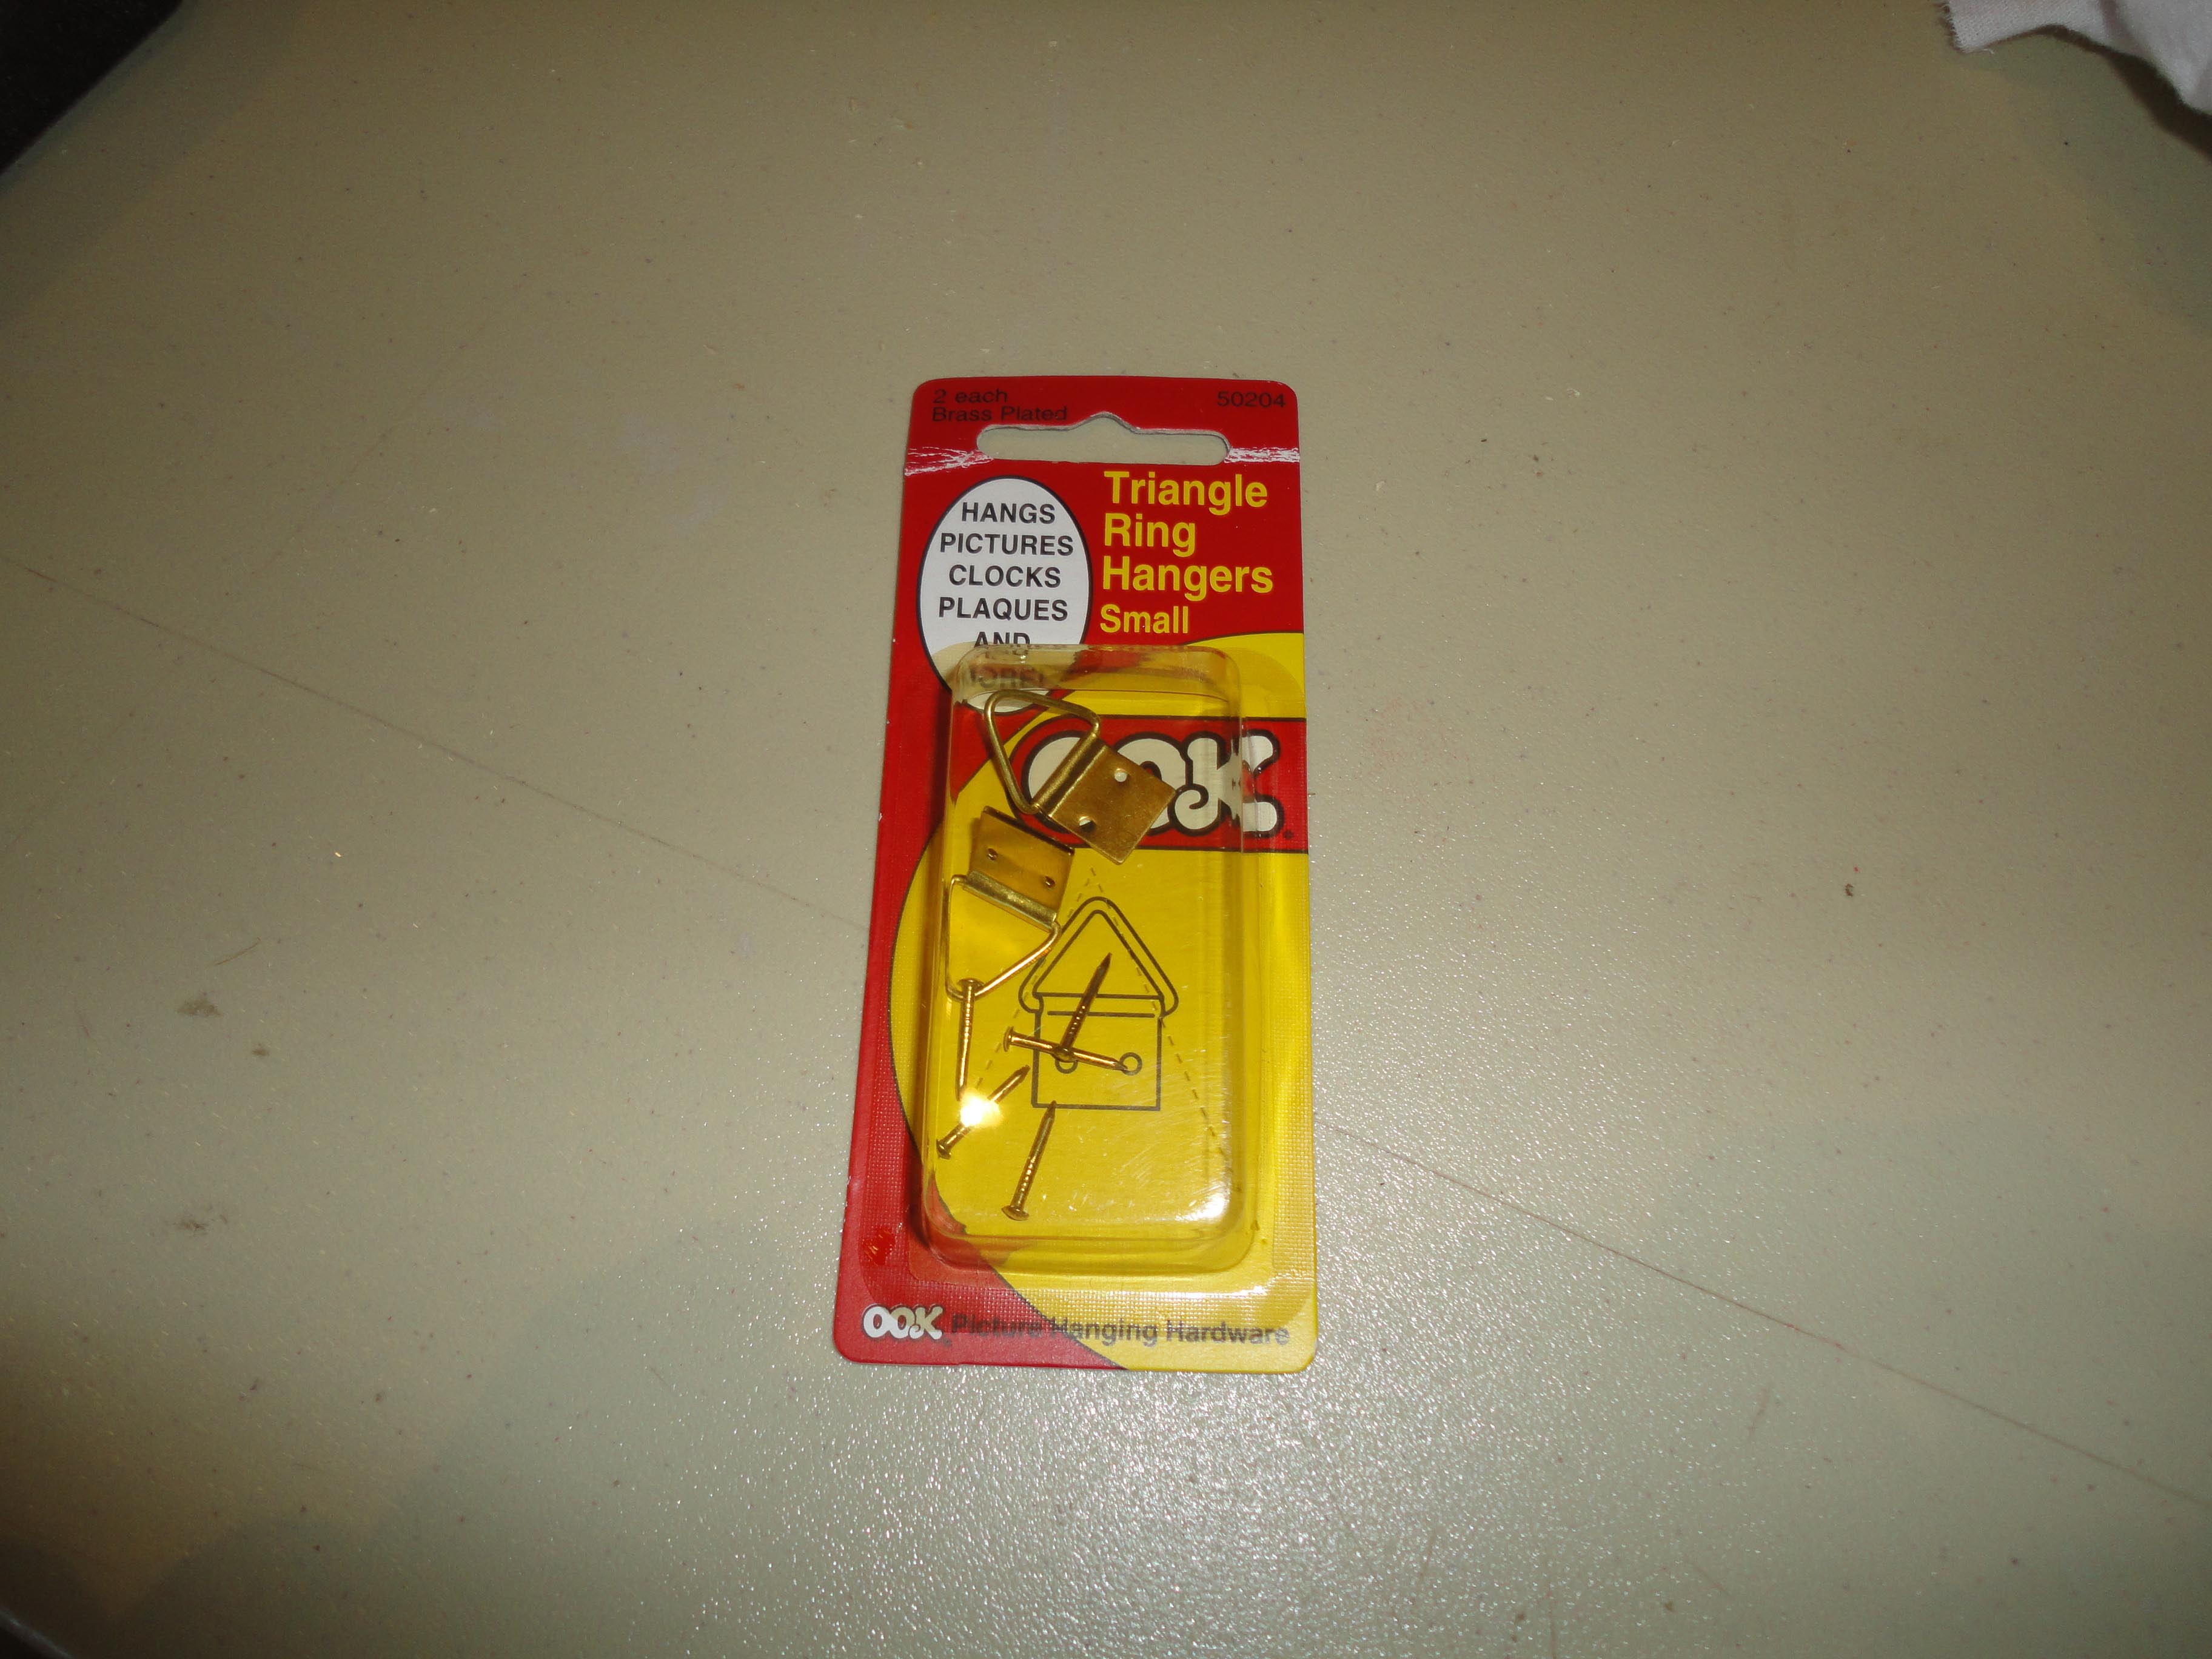 2 each
Brass Plated
50204
Triangle
Ring
Hangers
Small
HANGS
PICTURES
CLOCKS
PLAQUES
AND
MORE!
OOK
OOK Picture Hanging Hardware